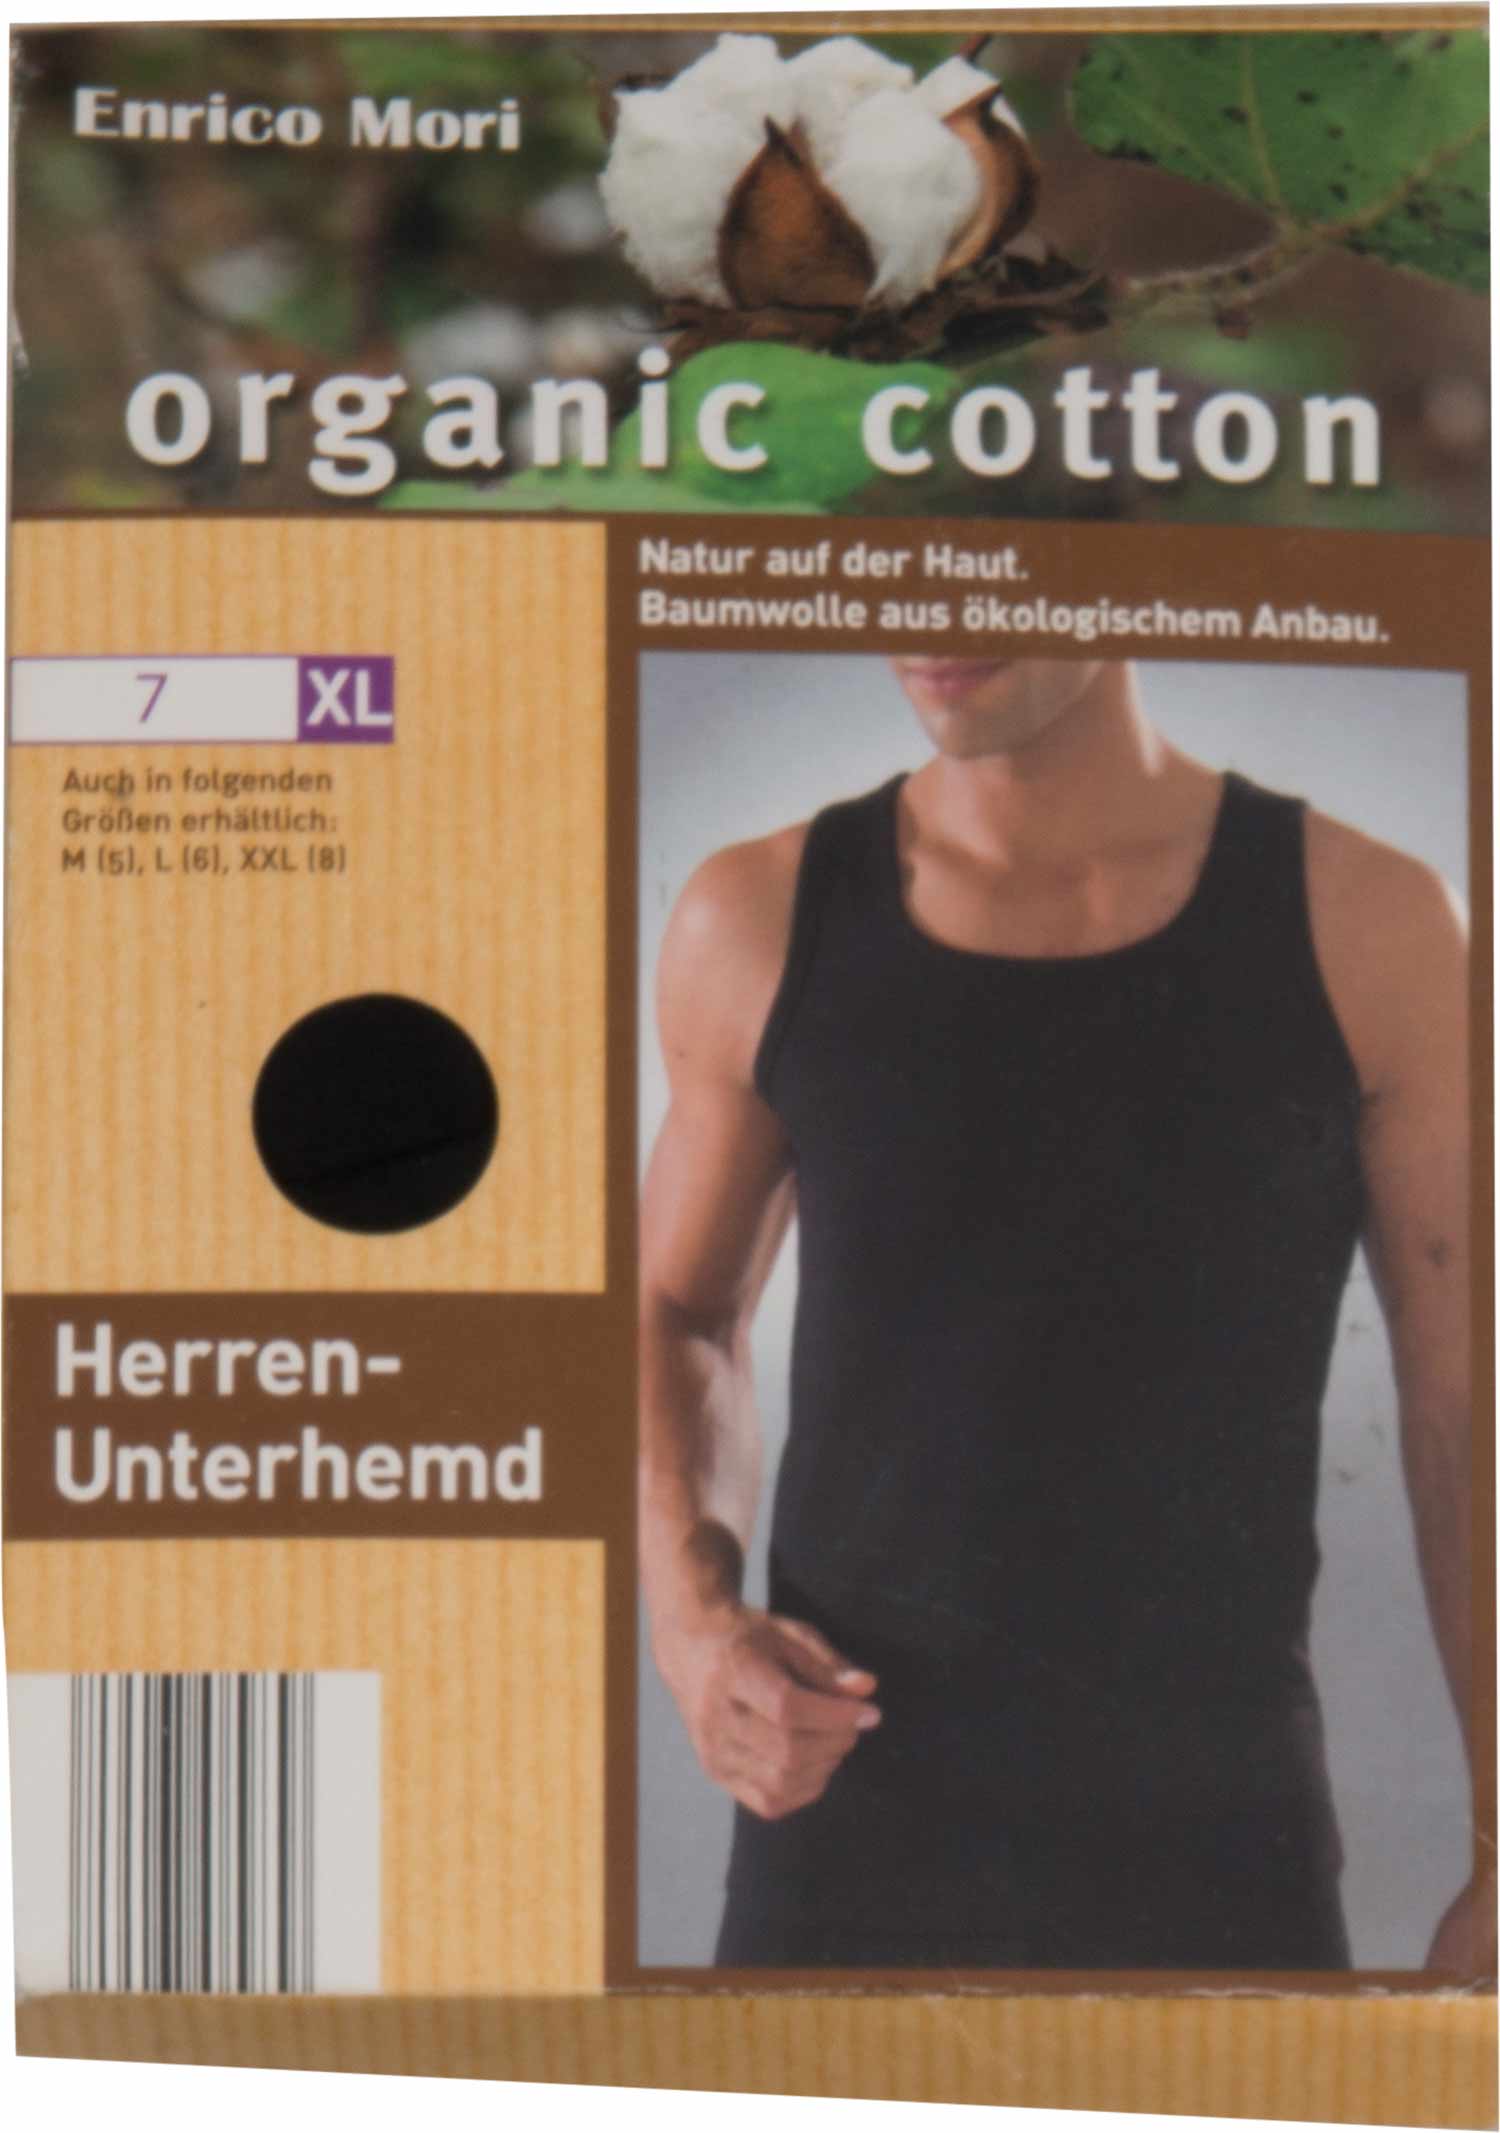 Enrico Mori
organic cotton
Natur auf der Haut.
Baumwolle aus ökologischem Anbau.
7 XL
Auch in folgenden
Größen erhältlich:
M (5), L (6), XXL (8)
Herren-
Unterhemd